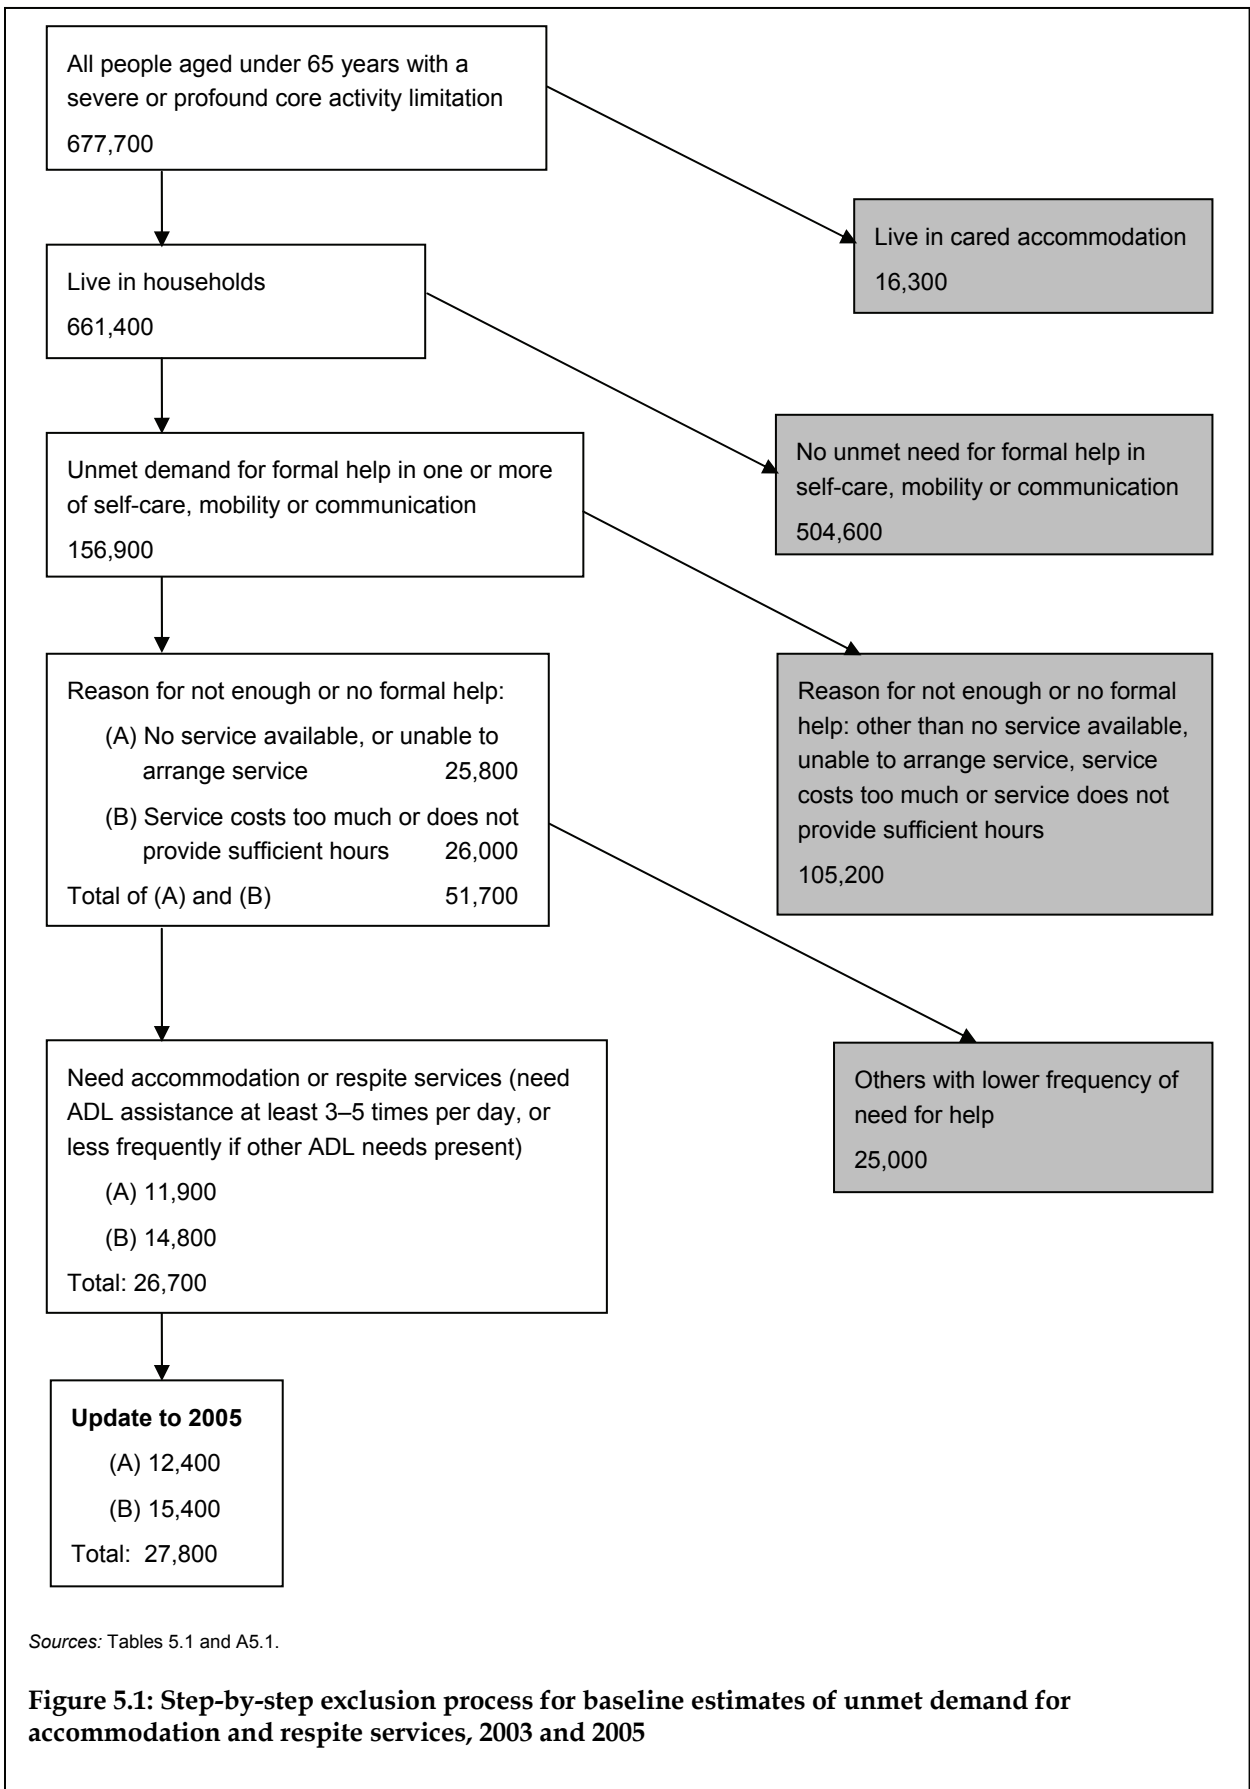 All people aged under 65 years with a
severe or profound core activity limitation
677,700
Live in cared accommodation
16,300
Live in households
661,400
No unmet need for formal help in
self-care, mobility or communication
504,600
Unmet demand for formal help in one or more
of self-care, mobility or communication
156,900
Reason for not enough or no formal help:
(A) No service available, or unable to
arrange service 25,800
(B) Service costs too much or does not
provide sufficient hours 26,000
Total of (A) and (B) 51,700
Reason for not enough or no formal
help: other than no service available,
unable to arrange service, service
costs too much or service does not
provide sufficient hours
105,200
Need accommodation or respite services (need
ADL assistance at least 3–5 times per day, or
less frequently if other ADL needs present)
(A) 11,900
(B) 14,800
Total: 26,700
Others with lower frequency of
need for help
25,000
Update to 2005
(A) 12,400
(B) 15,400
Total: 27,800
Sources: Tables 5.1 and A5.1.
Figure 5.1: Step-by-step exclusion process for baseline estimates of unmet demand for
accommodation and respite services, 2003 and 2005